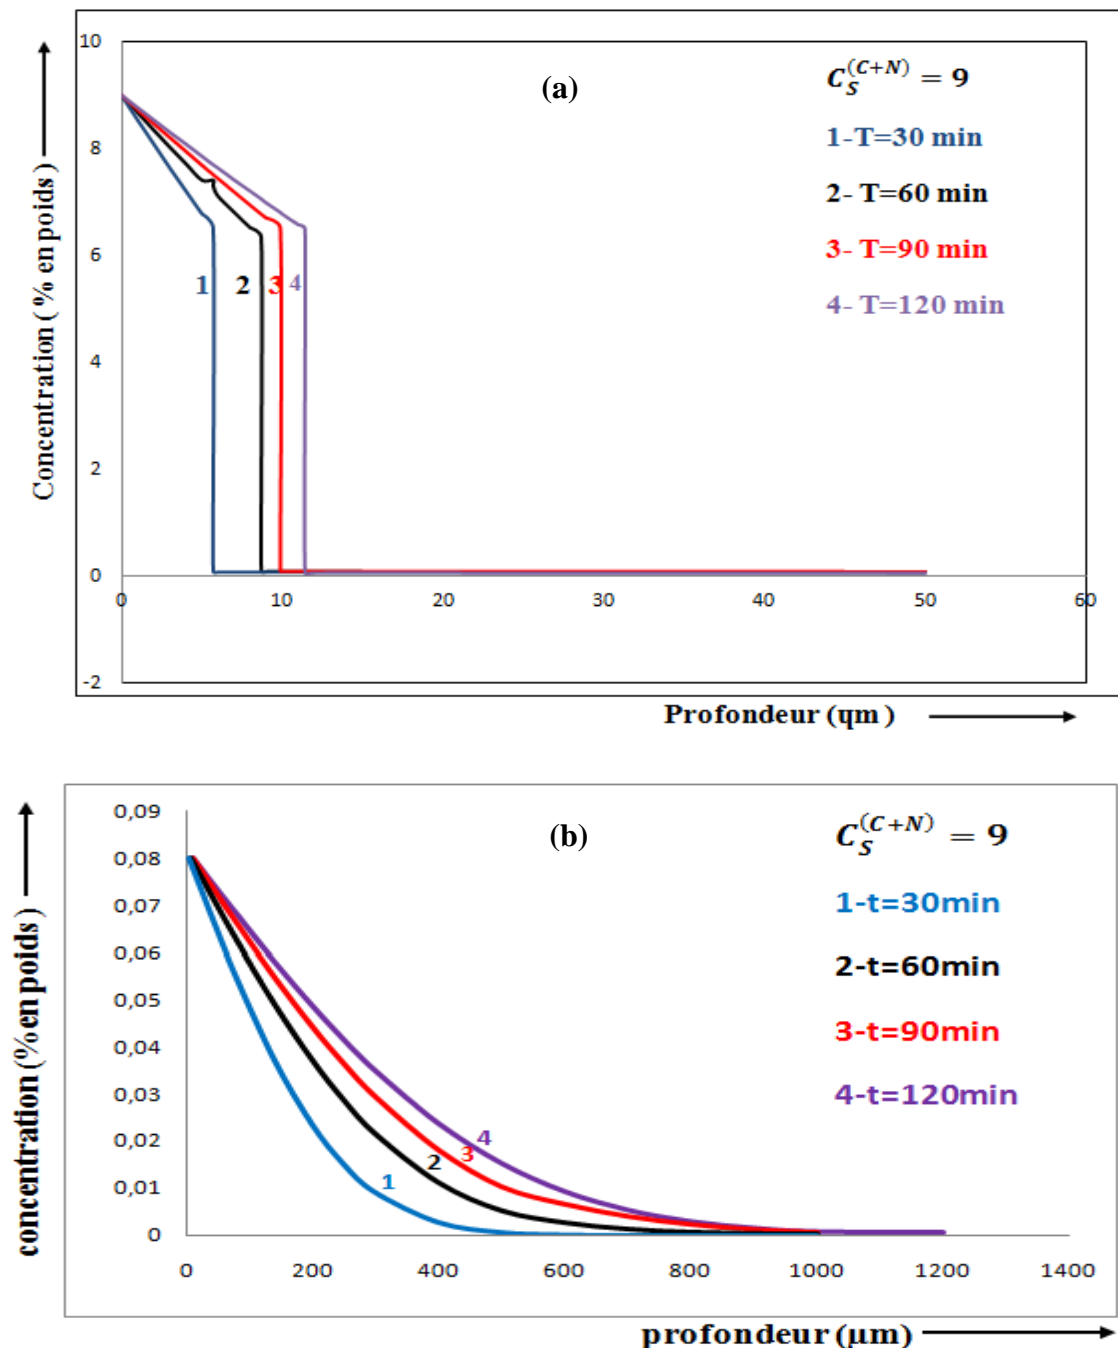 (a)
C_S^(C+N) = 9
1- T=30 min
2- T=60 min
3- T=90 min
4- T=120 min
Concentration ( % en poids)
10
8
6
4
2
0
-2
1 2 3 4
0 10 20 30 40 50 60
Profondeur (ɥm )
(b)
C_S^(C+N) = 9
1-t=30min
2-t=60min
3-t=90min
4-t=120min
concentration (% en poids)
0,09
0,08
0,07
0,06
0,05
0,04
0,03
0,02
0,01
0
1 2 3 4
0 200 400 600 800 1000 1200 1400
profondeur (µm)